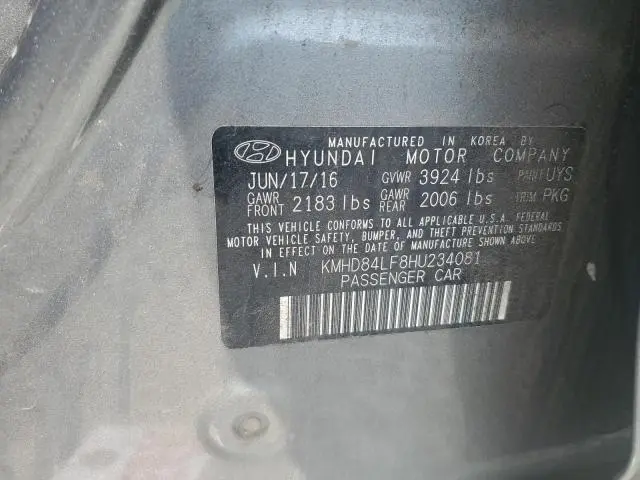 MANUFACTURED IN KOREA BY
HYUNDAI MOTOR COMPANY
JUN/17/16 GVWR 3924 lbs PAINT UYS
GAWR FRONT 2183 lbs GAWR REAR 2006 lbs TRIM PKG
THIS VEHICLE CONFORMS TO ALL APPLICABLE U.S.A. FEDERAL
MOTOR VEHICLE SAFETY, BUMPER, AND THEFT PREVENTION STANDARDS
IN EFFECT ON THE DATE OF MANUFACTURE SHOWN ABOVE.
V.I.N KMHD84LF8HU234081
PASSENGER CAR